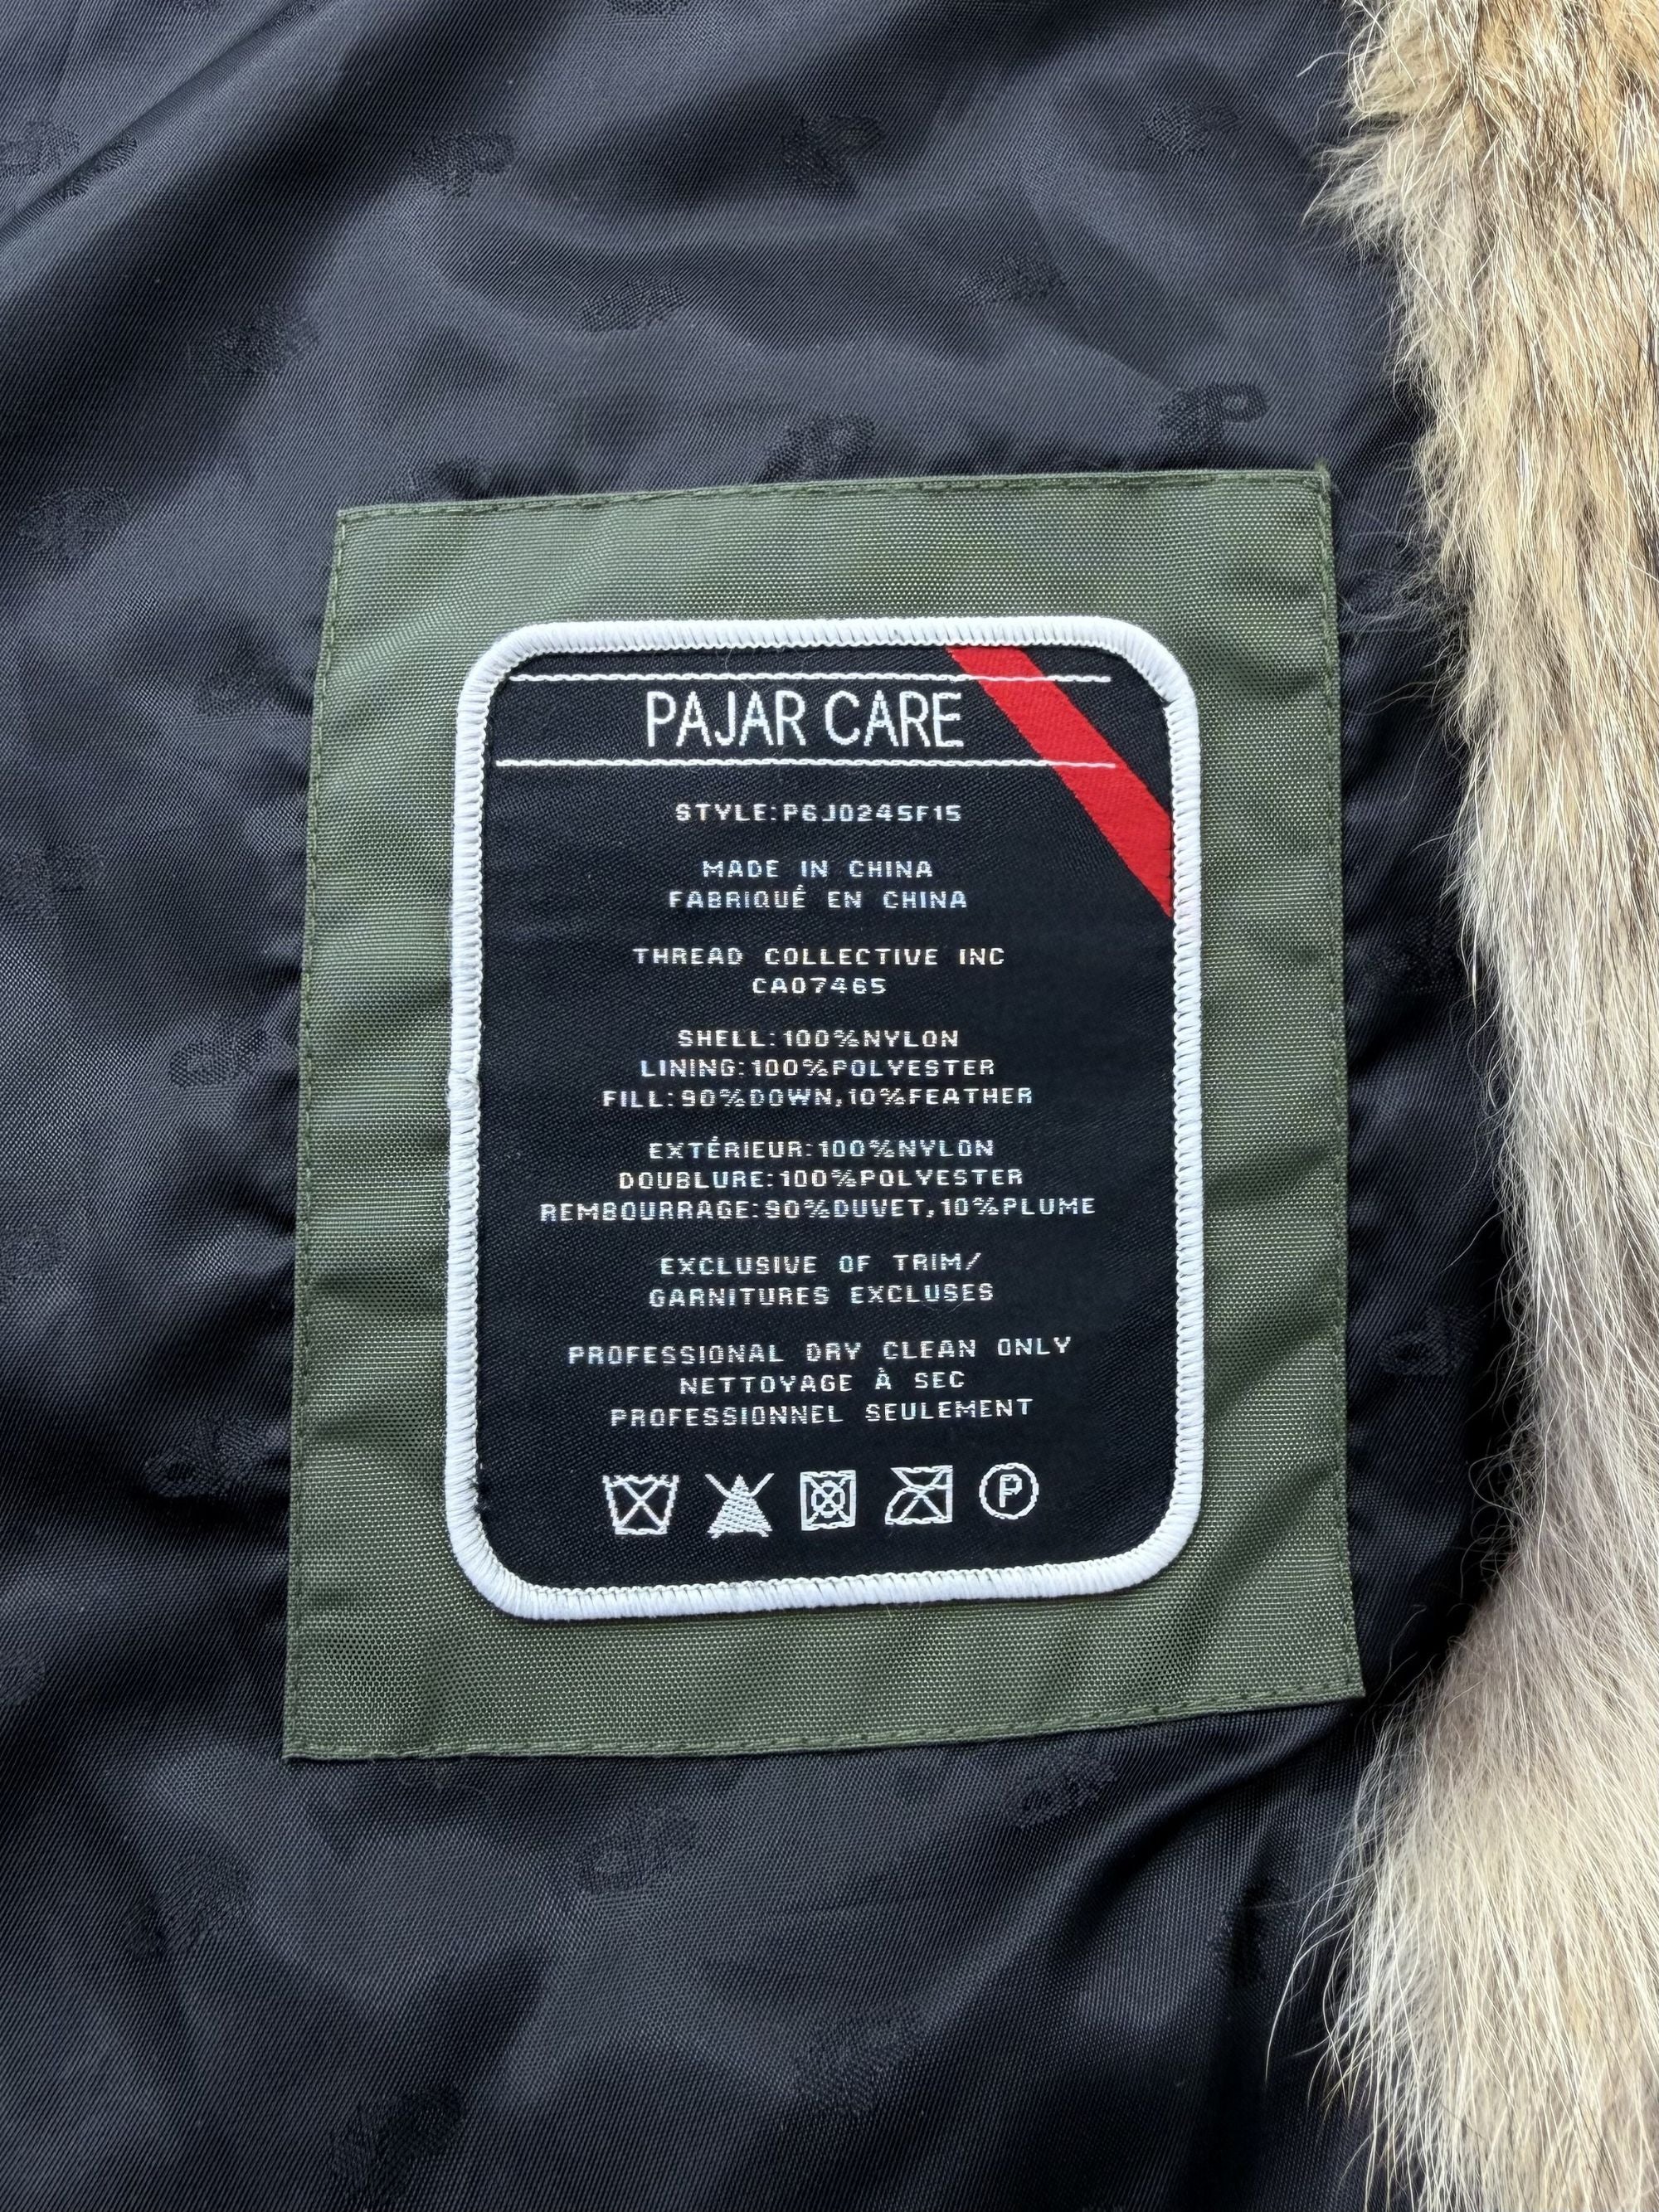 PAJAR CARE
STYLE:P6J0245F15
MADE IN CHINA
FABRIQUÉ EN CHINA
THREAD COLLECTIVE INC
CA07465
SHELL:100%NYLON
LINING:100%POLYESTER
FILL:90%DOWN,10%FEATHER
EXTÉRIEUR:100%NYLON
DOUBLURE:100%POLYESTER
REMBOURRAGE:90%DUVET,10%PLUME
EXCLUSIVE OF TRIM/
GARNITURES EXCLUSES
PROFESSIONAL DRY CLEAN ONLY
NETTOYAGE À SEC
PROFESSIONNEL SEULEMENT
P